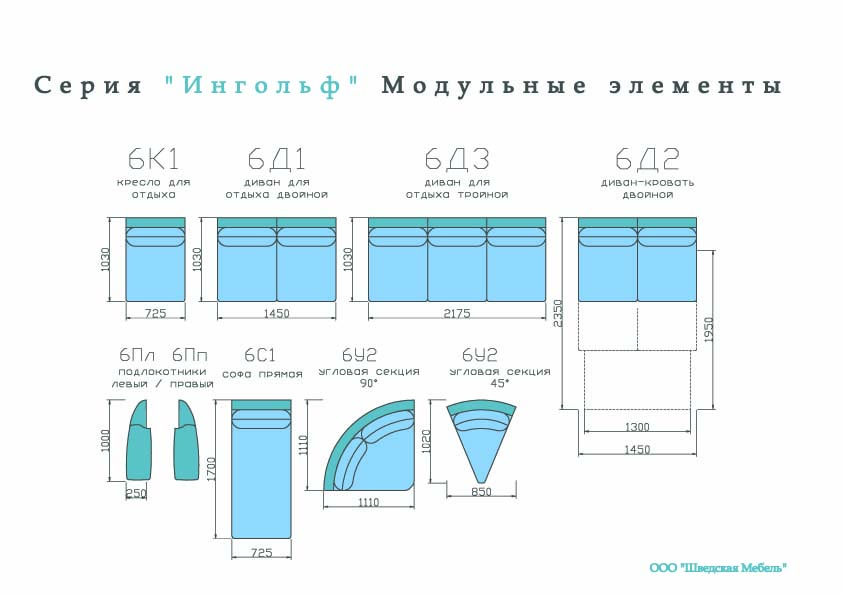 Серия "Ингольф" Модульные элементы
6К1
кресло для
отдыха
6Д1
диван для
отдыха двойной
6Д3
диван для
отдыха тройной
6Д2
диван-кровать
двойной
1030
725
1030
1450
1030
2175
2350
1950
1300
1450
6Пл 6Пп
подлокотники
левый / правый
6С1
софа прямая
6У2
угловая секция
90°
6У2
угловая секция
45°
1000
250
1700
725
1110
1110
1020
850
ООО "Шведская Мебель"